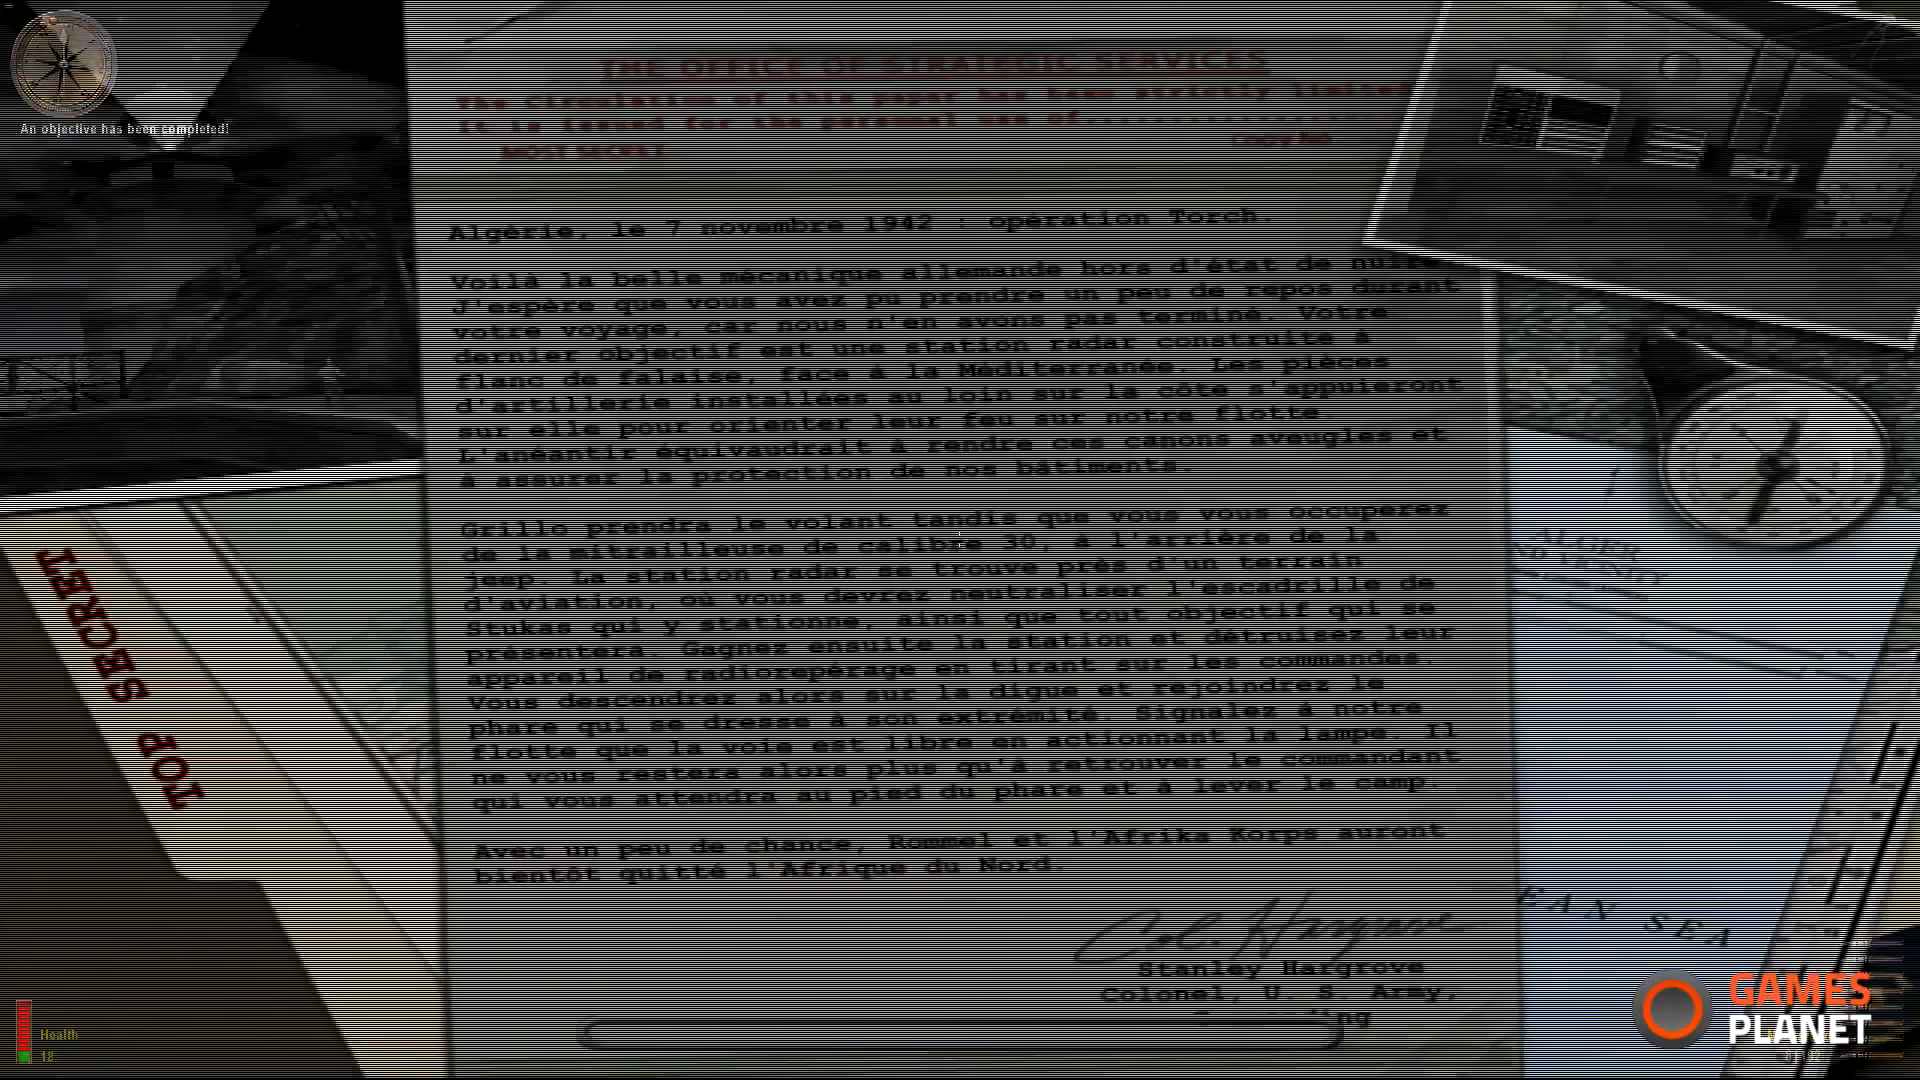 An objective has been completed!
THE OFFICE OF STRATEGIC SERVICES
The Circulation of this paper has been strictly limited
It is issued for the personal use of...................
MOST SECRET
Copy No
Algérie, le 7 novembre 1942 : opération Torch.
Voilà la belle mécanique allemande hors d'état de nuire.
J'espère que vous avez pu prendre un peu de repos durant
votre voyage, car nous n'en avons pas terminé. Votre
dernier objectif est une station radar construite à
flanc de falaise, face à la Méditerranée. Les pièces
d'artillerie installées au loin sur la côte s'appuieront
sur elle pour orienter leur feu sur notre flotte.
L'anéantir équivaudrait à rendre ces canons aveugles et
à assurer la protection de nos bâtiments.
Grillo prendra le volant tandis que vous vous occuperez
de la mitrailleuse de calibre 30, à l'arrière de la
jeep. La station radar se trouve près d'un terrain
d'aviation, où vous devrez neutraliser l'escadrille de
Stukas qui y stationne, ainsi que tout objectif qui se
présentera. Gagnez ensuite la station et détruisez leur
appareil de radiorepérage en tirant sur les commandes.
Vous descendrez alors sur la digue et rejoindrez le
phare qui se dresse à son extrémité. Signalez à notre
flotte que la voie est libre en actionnant la lampe. Il
ne vous restera alors plus qu'à retrouver le commandant
qui vous attendra au pied du phare et à lever le camp.
Avec un peu de chance, Rommel et l'Afrika Korps auront
bientôt quitté l'Afrique du Nord.
Col. Hargrove
Stanley Hargrove
Colonel, U. S. Army,
TOP SECRET
ALGER
ND VICINITY
EAN SEA
Health
18
GAMES
PLANET